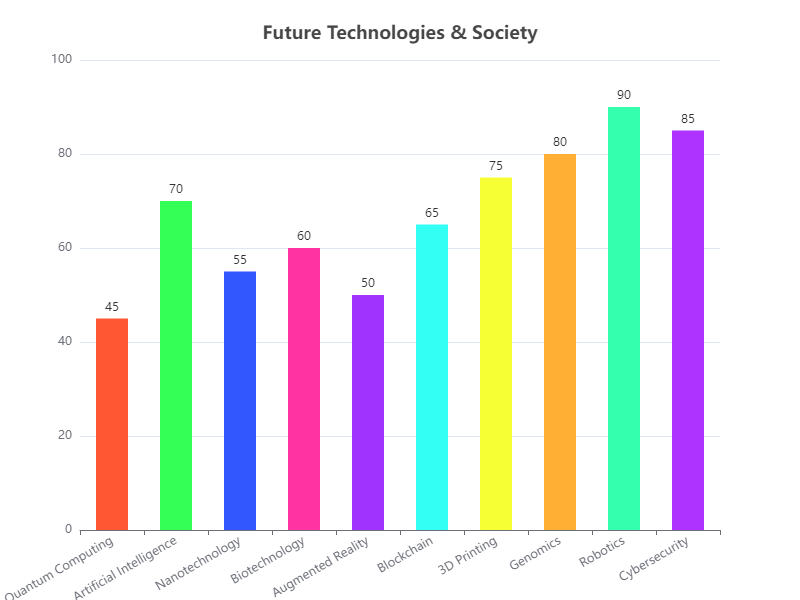 Future Technologies & Society
100
80
60
40
20
0
45
70
55
60
50
65
75
80
90
85
Quantum Computing
Artificial Intelligence
Nanotechnology
Biotechnology
Augmented Reality
Blockchain
3D Printing
Genomics
Robotics
Cybersecurity